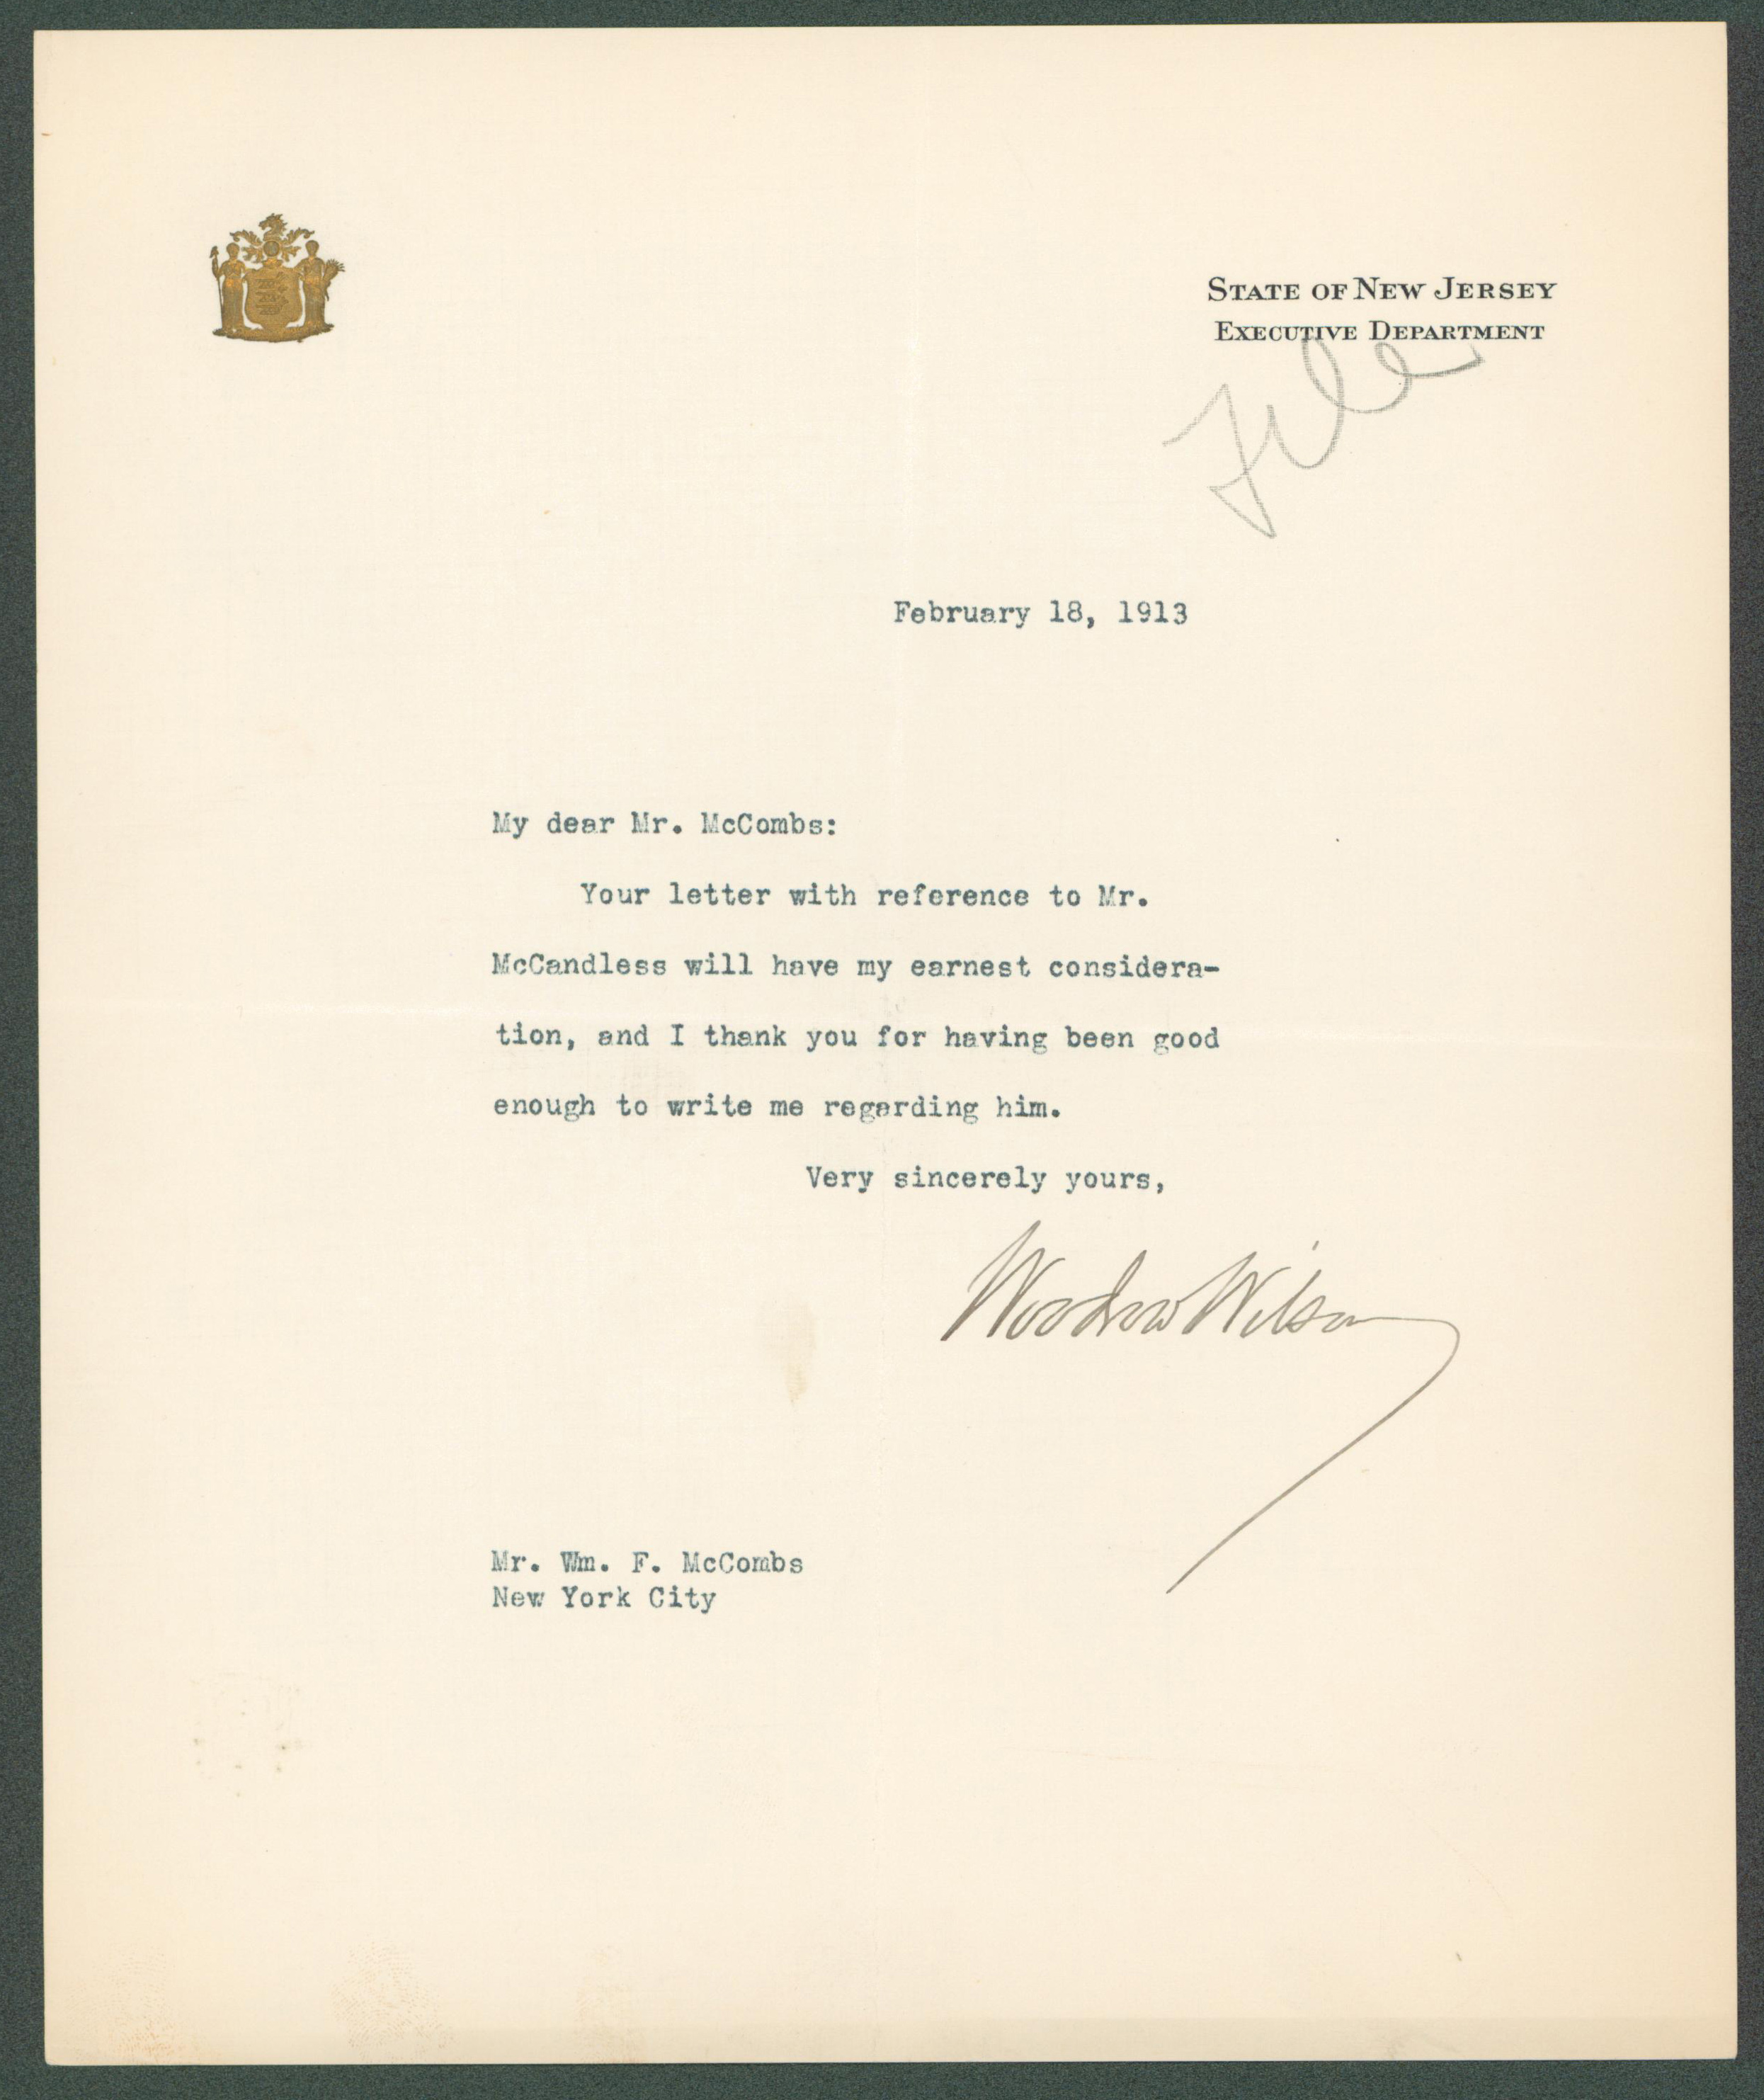 STATE OF NEW JERSEY
EXECUTIVE DEPARTMENT
File
February 18, 1913
My dear Mr. McCombs:
Your letter with reference to Mr.
McCandless will have my earnest considera-
tion, and I thank you for having been good
enough to write me regarding him.
Very sincerely yours,
Woodrow Wilson
Mr. Wm. F. McCombs
New York City